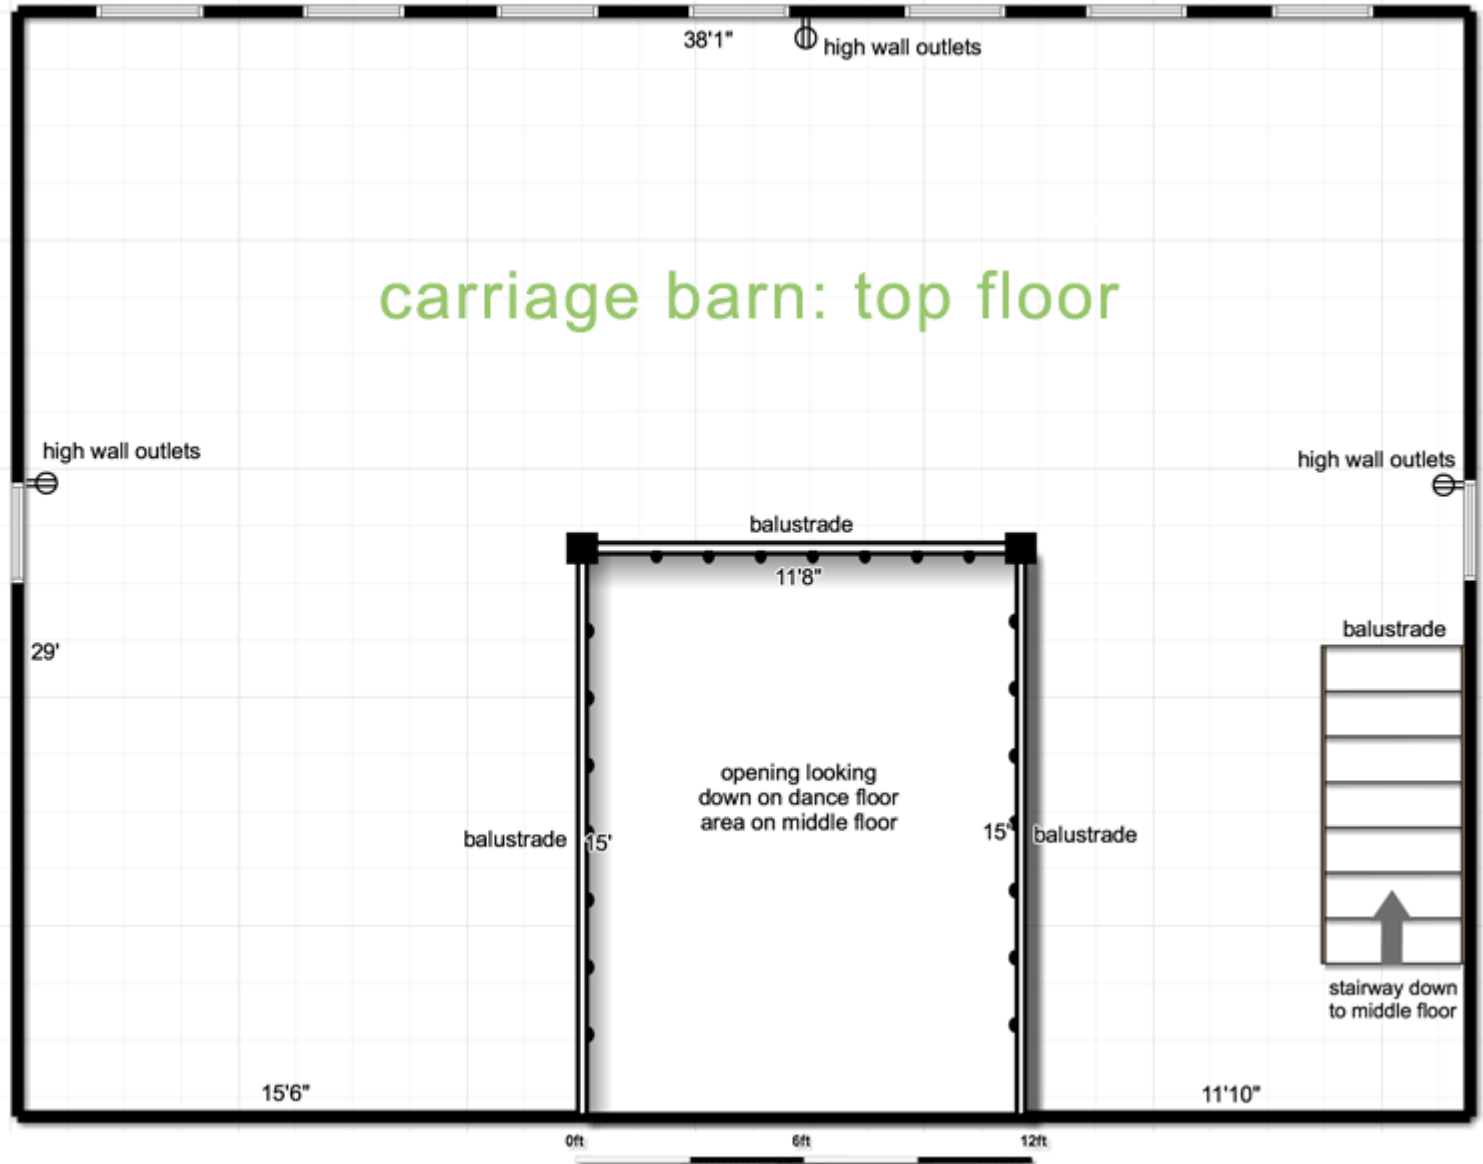 38'1"
high wall outlets
carriage barn: top floor
high wall outlets
high wall outlets
balustrade
11'8"
balustrade
29'
opening looking
down on dance floor
area on middle floor
balustrade
15'
15'
balustrade
stairway down
to middle floor
15'6"
11'10"
0ft
6ft
12ft